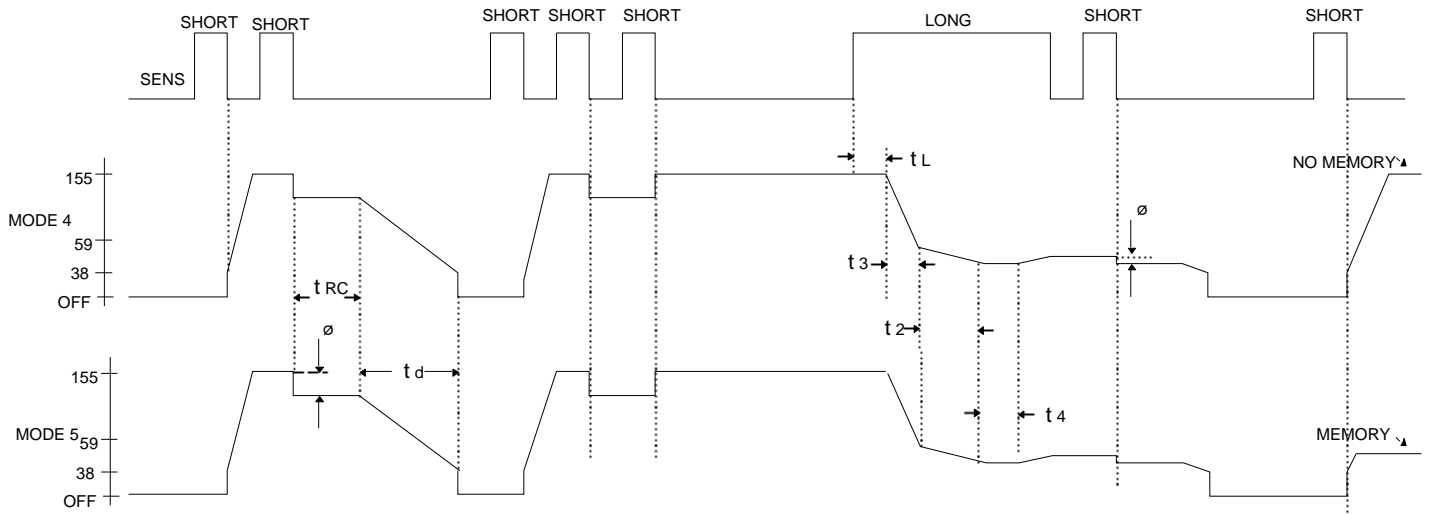 SHORT SHORT SHORT SHORT SHORT LONG SHORT SHORT
SENS
t L
NO MEMORY
155
MODE 4
59
38
OFF
ø
t 3
t RC
t 2
ø
155
t d
MODE 5
59
38
OFF
t 4
MEMORY